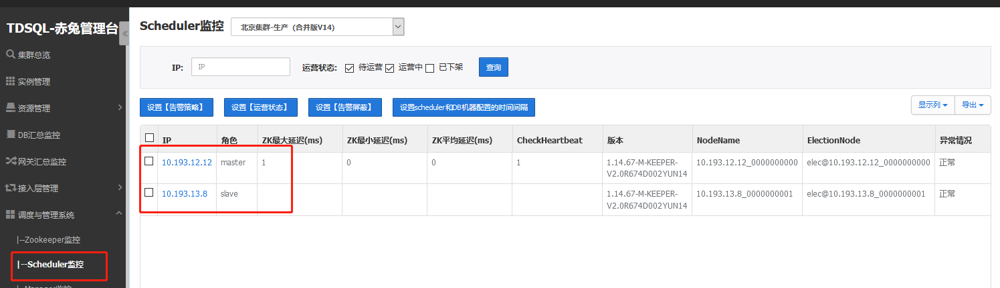 TDSQL-赤兔管理台
集群总览
实例管理
资源管理
DB汇总监控
网关汇总监控
接入层管理
调度与管理系统
|--Zookeeper监控
|--Scheduler监控
|--Manager监控
Scheduler监控 北京集群-生产（合并版V14）
IP: IP 运营状态: 待运营 运营中 已下架 查询
设置【告警策略】 设置【运营状态】 设置【告警屏蔽】 设置scheduler和DB机器配置的时间间隔 显示列 导出
IP 角色 ZK最大延迟(ms) ZK最小延迟(ms) ZK平均延迟(ms) CheckHeartbeat 版本 NodeName ElectionNode 异常情况
10.193.12.12 master 1 0 0 1 1.14.67-M-KEEPER- 10.193.12.12_0000000000 elec@10.193.12.12_0000000000 正常
V2.0R674D002YUN14
10.193.13.8 slave 1.14.67-M-KEEPER- 10.193.13.8_0000000001 elec@10.193.13.8_0000000001 正常
V2.0R674D002YUN14